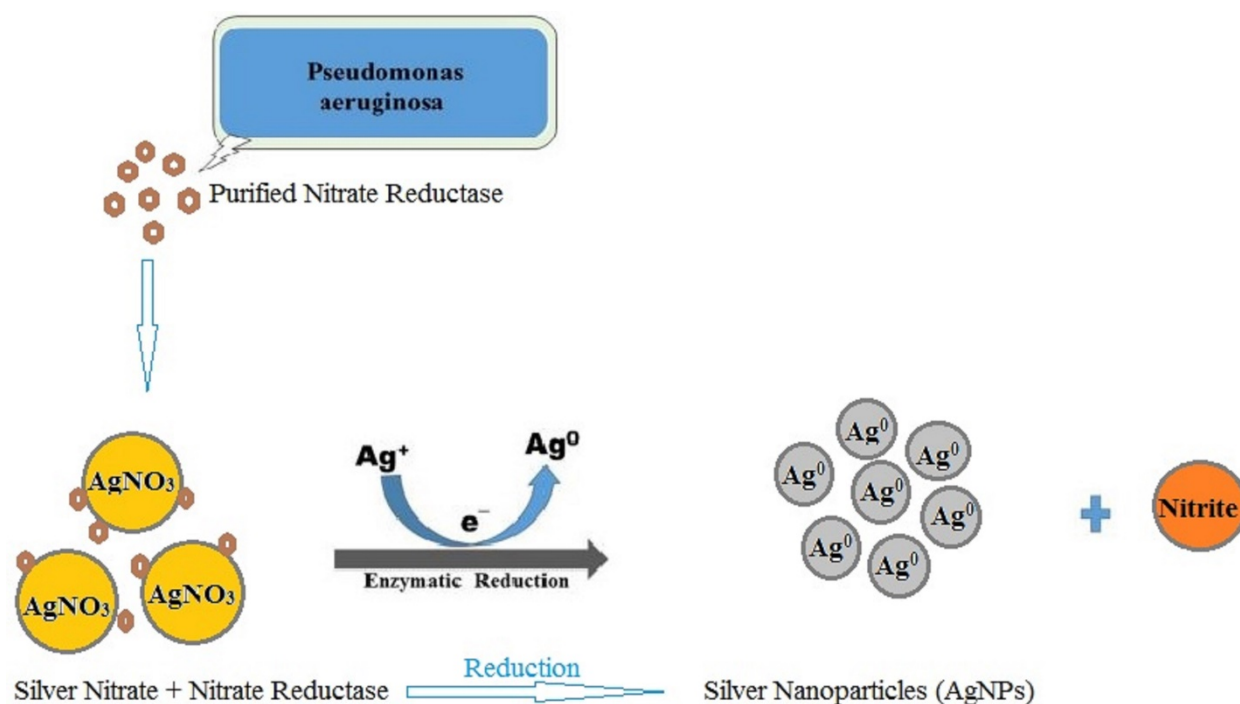 Pseudomonas
aeruginosa
Purified Nitrate Reductase
AgNO₃
AgNO₃
AgNO₃
Ag⁺
Ag⁰
e⁻
Enzymatic Reduction
Ag⁰
Ag⁰
Ag⁰
Ag⁰
Ag⁰
Ag⁰
Ag⁰
+
Nitrite
Silver Nitrate + Nitrate Reductase
Reduction
Silver Nanoparticles (AgNPs)